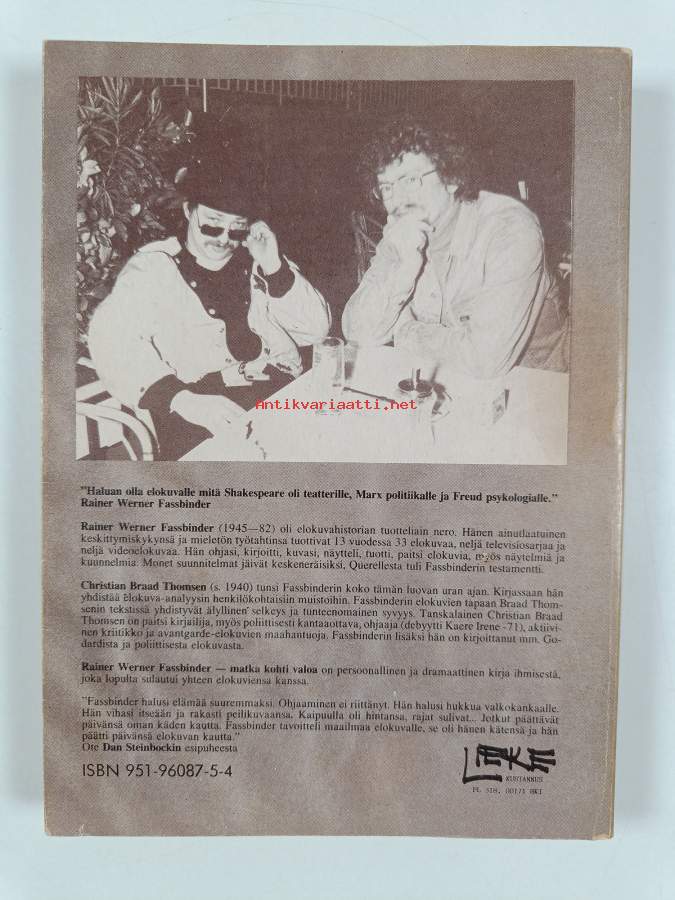 Antikvariaatti.net
"Haluan olla elokuvalle mitä Shakespeare oli teatterille, Marx politiikalle ja Freud psykologialle."
Rainer Werner Fassbinder
Rainer Werner Fassbinder (1945—82) oli elokuvahistorian tuotteliain nero. Hänen ainutlaatuinen
keskittymiskykynsä ja mieletön työtahtinsa tuottivat 13 vuodessa 33 elokuvaa, neljä televisiosarjaa ja
neljä videoelokuvaa. Hän ohjasi, kirjoitti, kuvasi, näytteli, tuotti, paitsi elokuvia, myös näytelmiä ja
kuunnelmia. Monet suunnitelmat jäivät keskeneräisiksi, Querellesta tuli Fassbinderin testamentti.
Christian Braad Thomsen (s. 1940) tunsi Fassbinderin koko tämän luovan uran ajan. Kirjassaan hän
yhdistää elokuva-analyysin henkilökohtaisiin muistoihin. Fassbinderin elokuvien tapaan Braad Thom-
senin tekstissä yhdistyvät älyllinen selkeys ja tunteenomainen syvyys. Tanskalainen Christian Braad
Thomsen on paitsi kirjailija, myös poliittisesti kantaaottava, ohjaaja (debyytti Kaere Irene -71), aktiivi-
nen kriitikko ja avantgarde-elokuvien maahantuoja. Fassbinderin lisäksi hän on kirjoittanut mm. Go-
dardista ja poliittisesta elokuvasta.
Rainer Werner Fassbinder — matka kohti valoa on persoonallinen ja dramaattinen kirja ihmisestä,
joka lopulta sulautui yhteen elokuviensa kanssa.
"Fassbinder halusi elämää suuremmaksi. Ohjaaminen ei riittänyt. Hän halusi hukkua valkokankaalle.
Hän vihasi itseään ja rakasti peilikuvaansa. Kaipuulla oli hintansa, rajat sulivat... Jotkut päättävät
päivänsä oman käden kautta. Fassbinder tavoitteli maailmaa elokuvalle, se oli hänen kätensä ja hän
päätti päivänsä elokuvan kautta."
Ote Dan Steinbockin esipuheesta
ISBN 951-96087-5-4
LIEKE
KUSTANNUS
PL 318, 00171 HKI